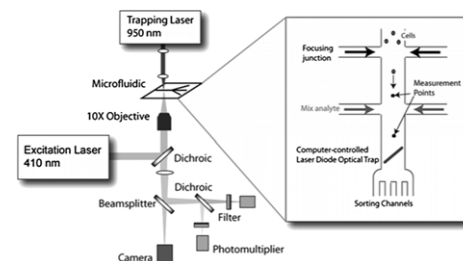 Trapping Laser
950 nm
Microfluidic
10X Objective
Excitation Laser
410 nm
Dichroic
Dichroic
Beamsplitter
Filter
Photomultiplier
Camera
Cells
Focusing
junction
Measurement
Points
Mix analyte
Computer-controlled
Laser Diode Optical Trap
Sorting Channels